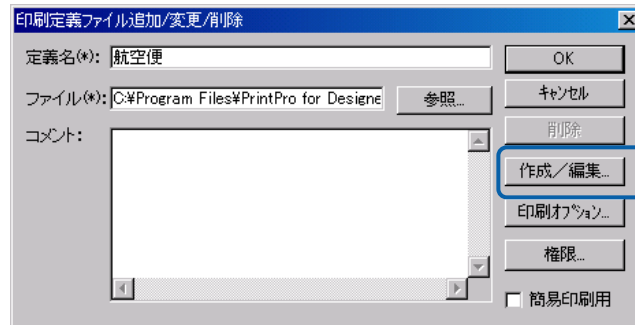 印刷定義ファイル追加/変更/削除
定義名(*): 航空便
OK
ファイル(*): C:¥Program Files¥PrintPro for Designe
参照...
キャンセル
コメント:
削除
作成／編集...
印刷オプション...
権限...
簡易印刷用